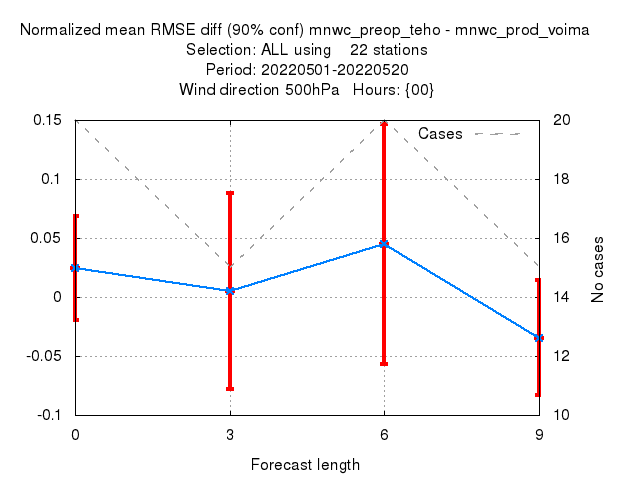 Normalized mean RMSE diff (90% conf) mnwc_preop_teho - mnwc_prod_voima
Selection: ALL using 22 stations
Period: 20220501-20220520
Wind direction 500hPa Hours: {00}
0.15
0.1
0.05
0
-0.05
-0.1
Cases
20
18
16
14
12
10
No cases
0 3 6 9
Forecast length